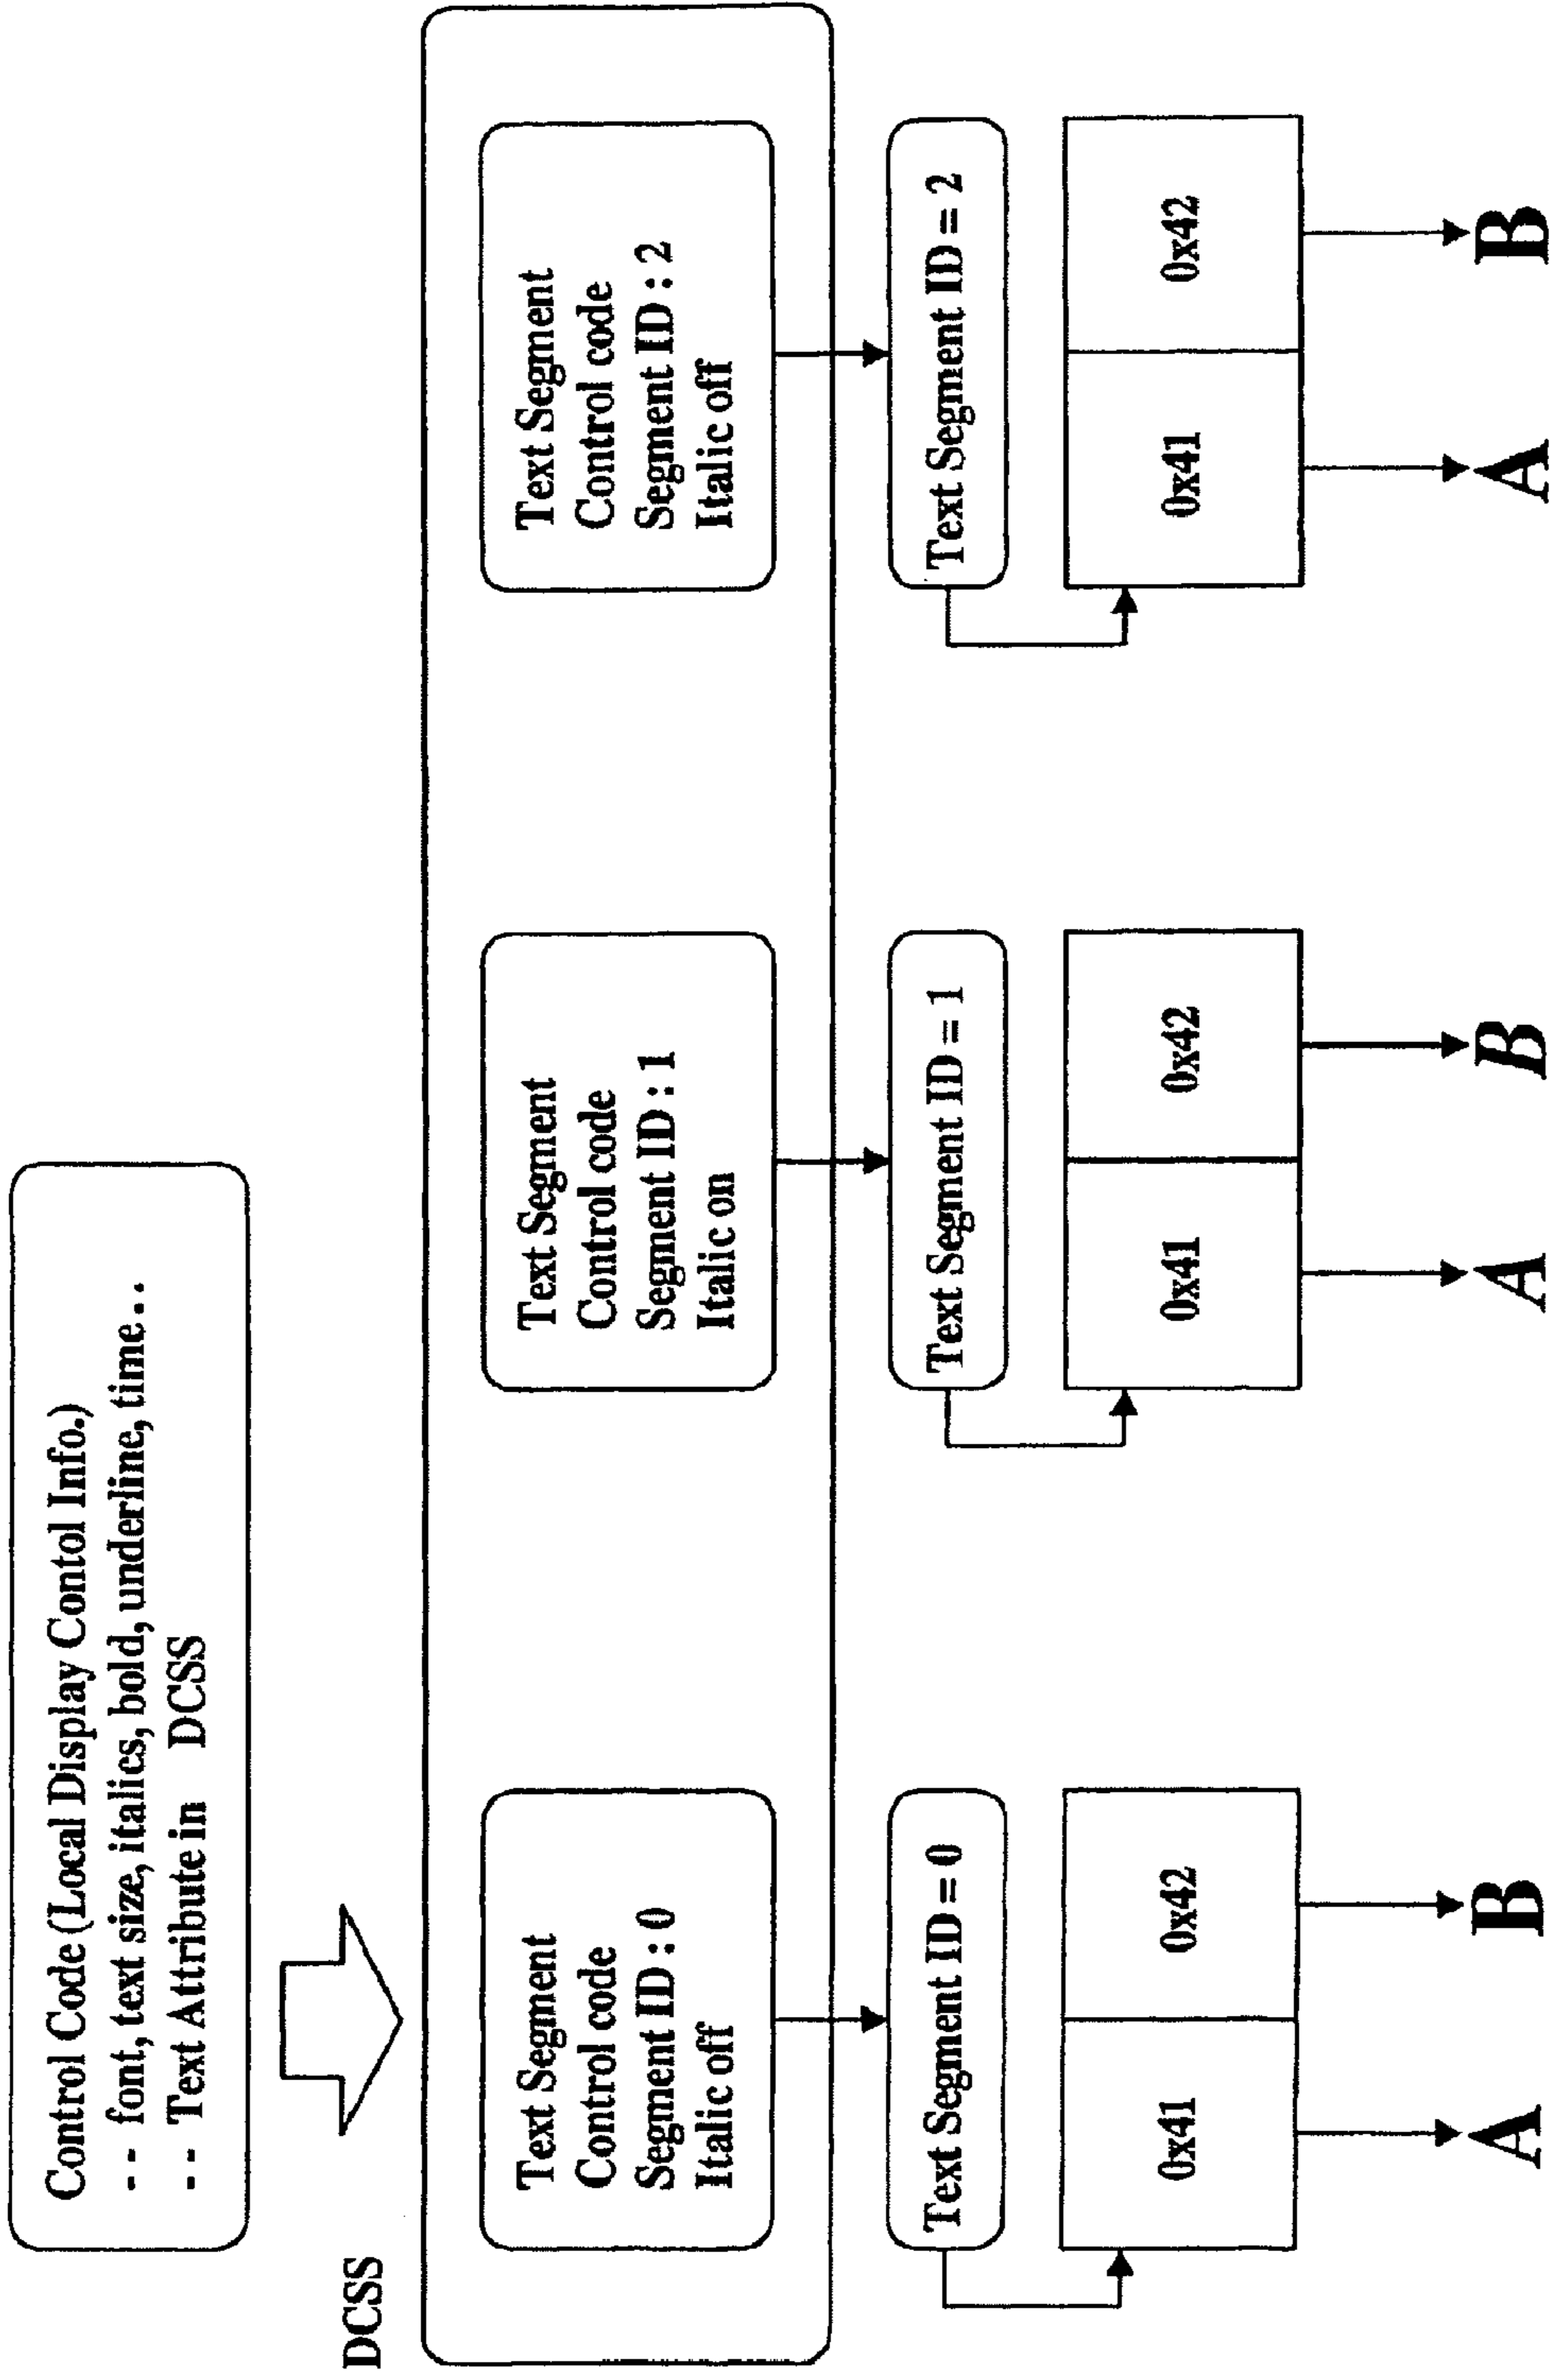 Control Code (Local Display Contol Info.)
-- font, text size, italics, bold, underline, time..
-- Text Attribute in DCSS
DCSS
Text Segment
Control code
Segment ID : 0
Italic off
Text Segment
Control code
Segment ID : 1
Italic on
Text Segment
Control code
Segment ID : 2
Italic off
Text Segment ID = 0
Text Segment ID = 1
Text Segment ID = 2
0x41 0x42
0x41 0x42
0x41 0x42
A B
A B
A B